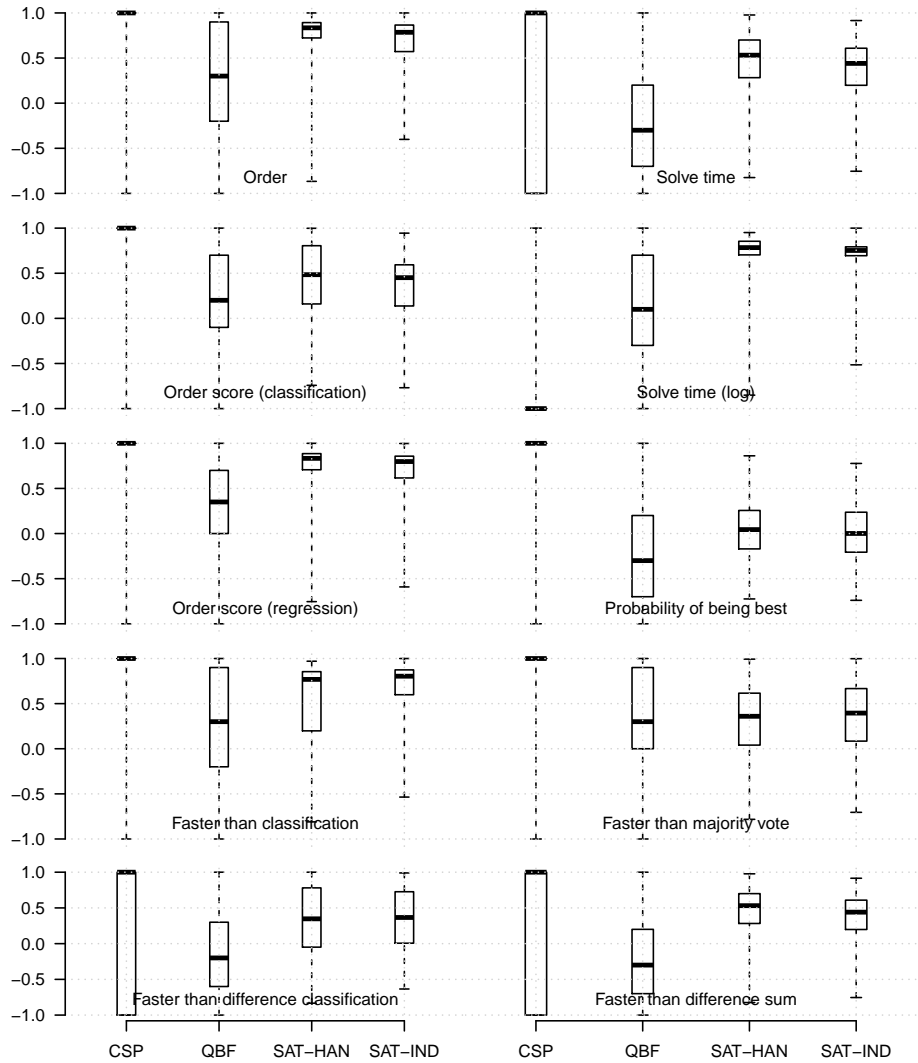 1.0
0.5
0.0
−0.5
−1.0
Order
Solve time
1.0
0.5
0.0
−0.5
−1.0
Order score (classification)
Solve time (log)
1.0
0.5
0.0
−0.5
−1.0
Order score (regression)
Probability of being best
1.0
0.5
0.0
−0.5
−1.0
Faster than classification
Faster than majority vote
1.0
0.5
0.0
−0.5
−1.0
Faster than difference classification
Faster than difference sum
CSP QBF SAT−HAN SAT−IND CSP QBF SAT−HAN SAT−IND